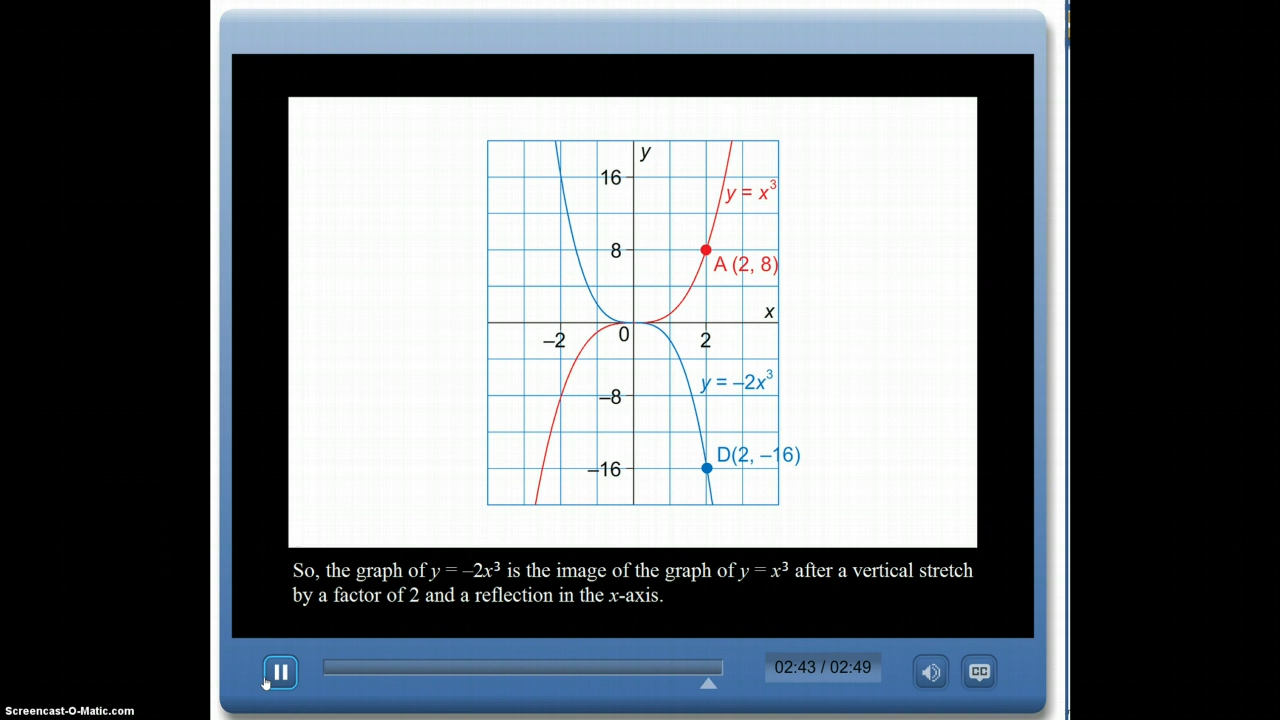 y
16
y = x³
8
A (2, 8)
x
–2
0
2
y = –2x³
–8
D(2, –16)
–16
So, the graph of y = –2x³ is the image of the graph of y = x³ after a vertical stretch
by a factor of 2 and a reflection in the x-axis.
02:43 / 02:49
CC
Screencast-O-Matic.com